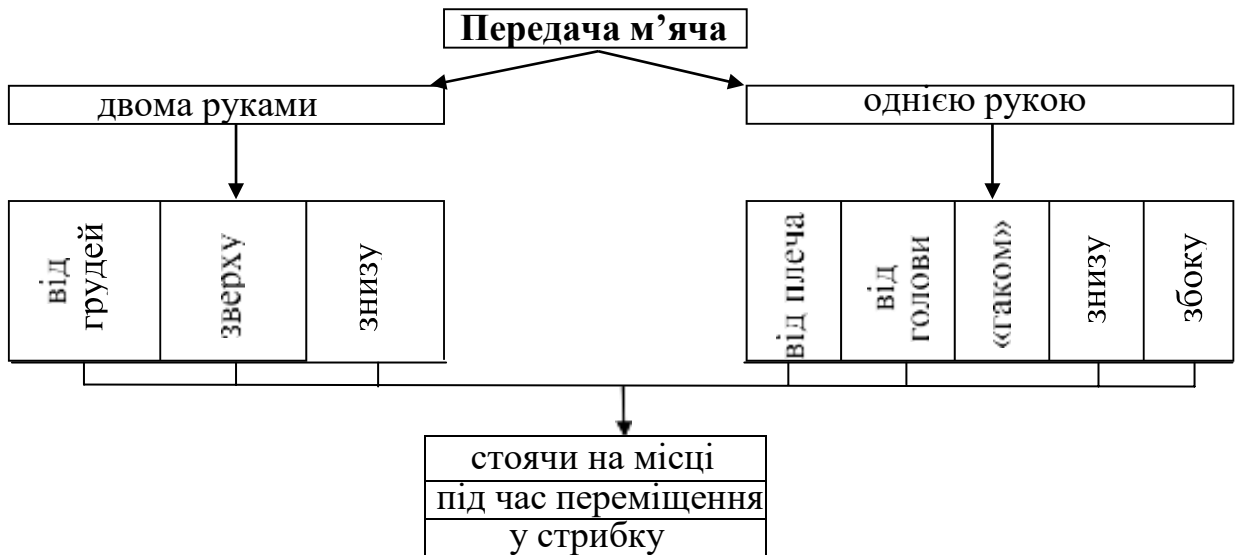 Передача м’яча
двома руками
однією рукою
від
грудей
зверху
знизу
від плеча
від
голови
«гаком»
знизу
збоку
стоячи на місці
під час переміщення
у стрибку